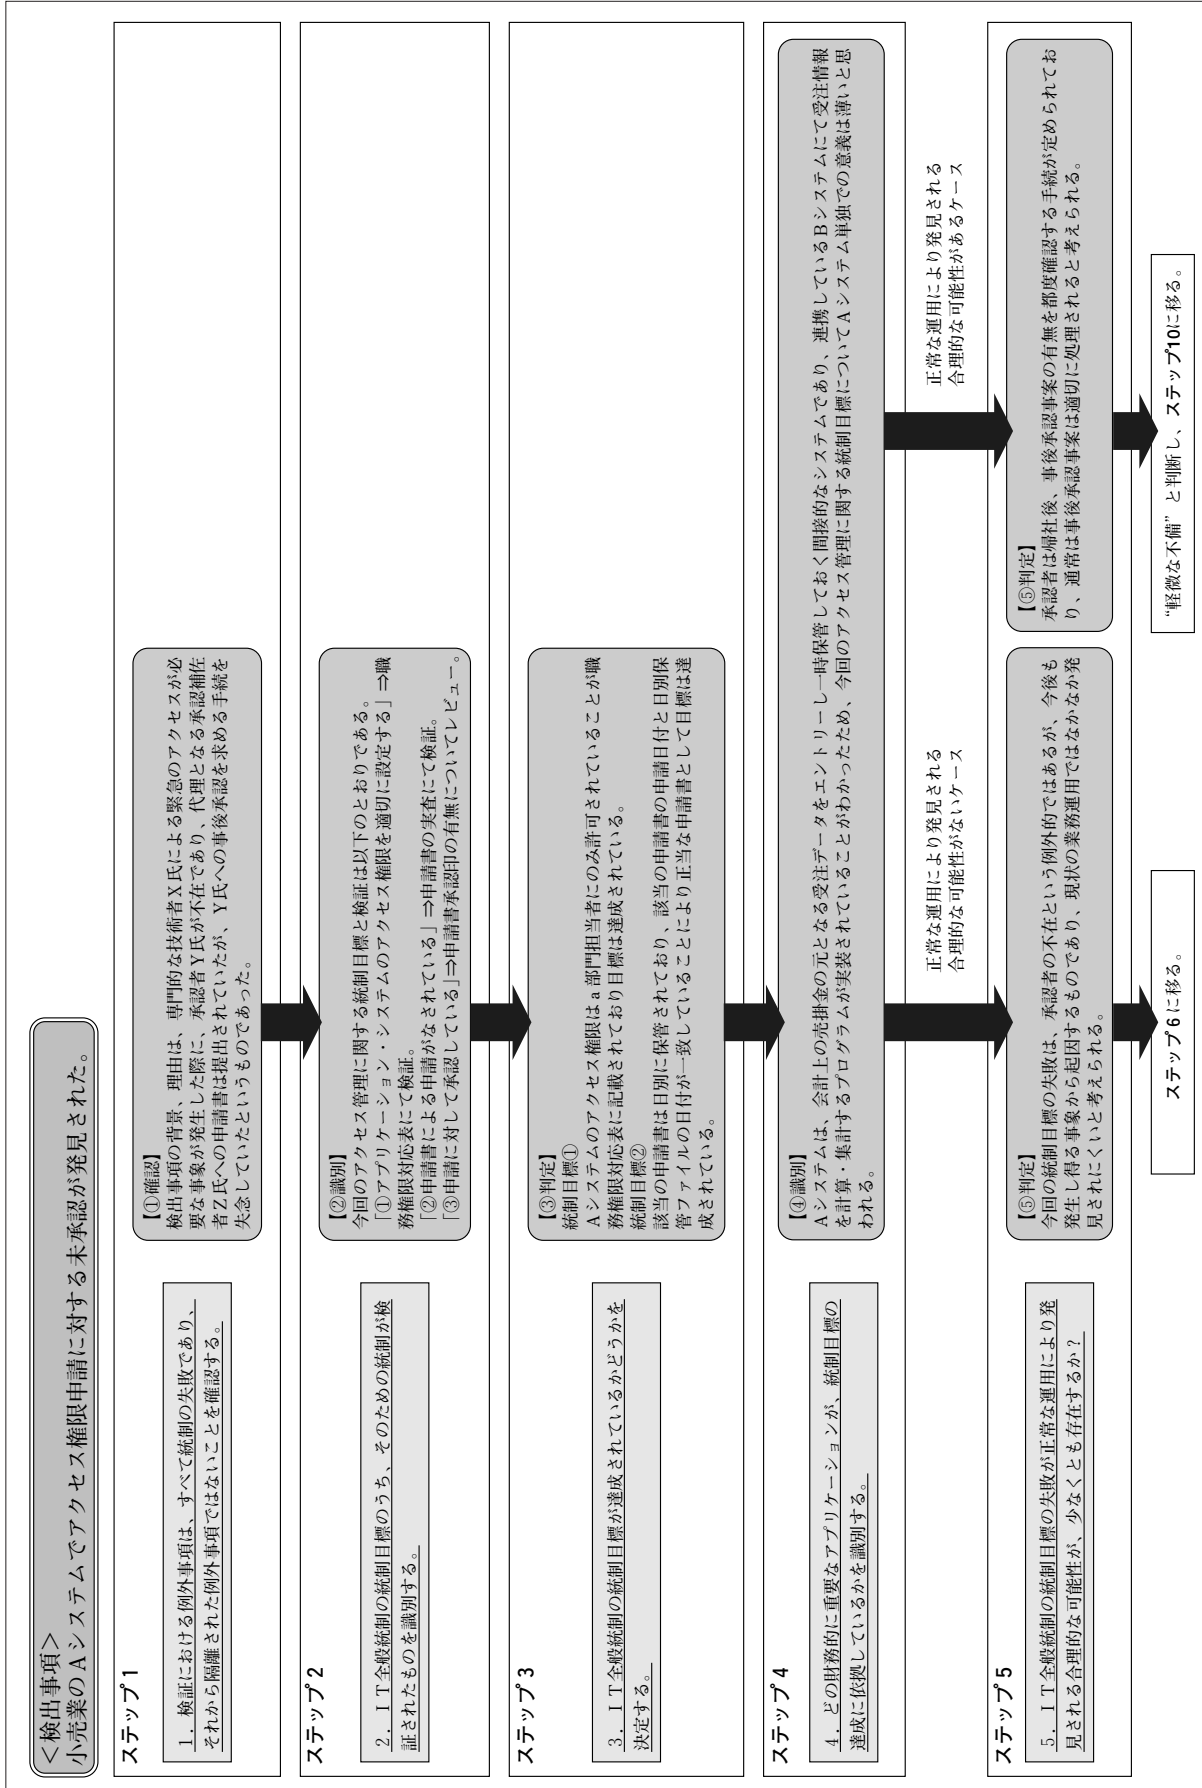 ＜検出事項＞
小売業のＡシステムでアクセス権限申請に対する未承認が発見された。
ステップ1
1．検証における例外事項は、すべて統制の失敗であり、
それから隔離された例外事項ではないことを確認する。
【①確認】
検出事項の背景、理由は、専門的な技術者Ｘ氏による緊急のアクセスが必
要な事象が発生した際に、承認者Ｙ氏が不在であり、代理となる承認補佐
者Ｚ氏への申請書は提出されていたが、Ｙ氏への事後承認を求める手続を
失念していたというものであった。
ステップ2
2．ＩＴ全般統制の統制目標のうち、そのための統制が検
証されたものを識別する。
【②識別】
今回のアクセス管理に関する統制目標と検証は以下のとおりである。
「①アプリケーション・システムのアクセス権限を適切に設定する」⇒職
務権限対応表にて検証。
「②申請書による申請がなされている」⇒申請書の実査にて検証。
「③申請に対して承認している」⇒申請書承認印の有無についてレビュー。
ステップ3
3．ＩＴ全般統制の統制目標が達成されているかどうかを
決定する。
【③判定】
統制目標①
Ａシステムのアクセス権限はａ部門担当者にのみ許可されていることが職
務権限対応表に記載されており目標は達成されている。
統制目標②
該当の申請書は日別に保管されており、該当の申請書の申請日付と日別保
管ファイルの日付が一致していることにより正当な申請書として目標は達
成されている。
ステップ4
4．どの財務的に重要なアプリケーションが、統制目標の
達成に依拠しているかを識別する。
【④識別】
Ａシステムは、会計上の売掛金の元となる受注データをエントリーし一時保管しておく間接的なシステムであり、連携しているＢシステムにて受注情報
を計算・集計するプログラムが実装されていることがわかったため、今回のアクセス管理に関する統制目標についてＡシステム単独での意義は薄いと思
われる。
正常な運用により発見される
合理的な可能性がないケース
正常な運用により発見される
合理的な可能性があるケース
ステップ5
5．ＩＴ全般統制の統制目標の失敗が正常な運用により発
見される合理的な可能性が、少なくとも存在するか？
【⑤判定】
今回の統制目標の失敗は、承認者の不在という例外的ではあるが、今後も
発生し得る事象から起因するものであり、現状の業務運用ではなかなか発
見されにくいと考えられる。
【⑤判定】
承認者は帰社後、事後承認事案の有無を都度確認する手続が定められてお
り、通常は事後承認事案は適切に処理されると考えられる。
ステップ6に移る。
“軽微な不備”と判断し、ステップ10に移る。